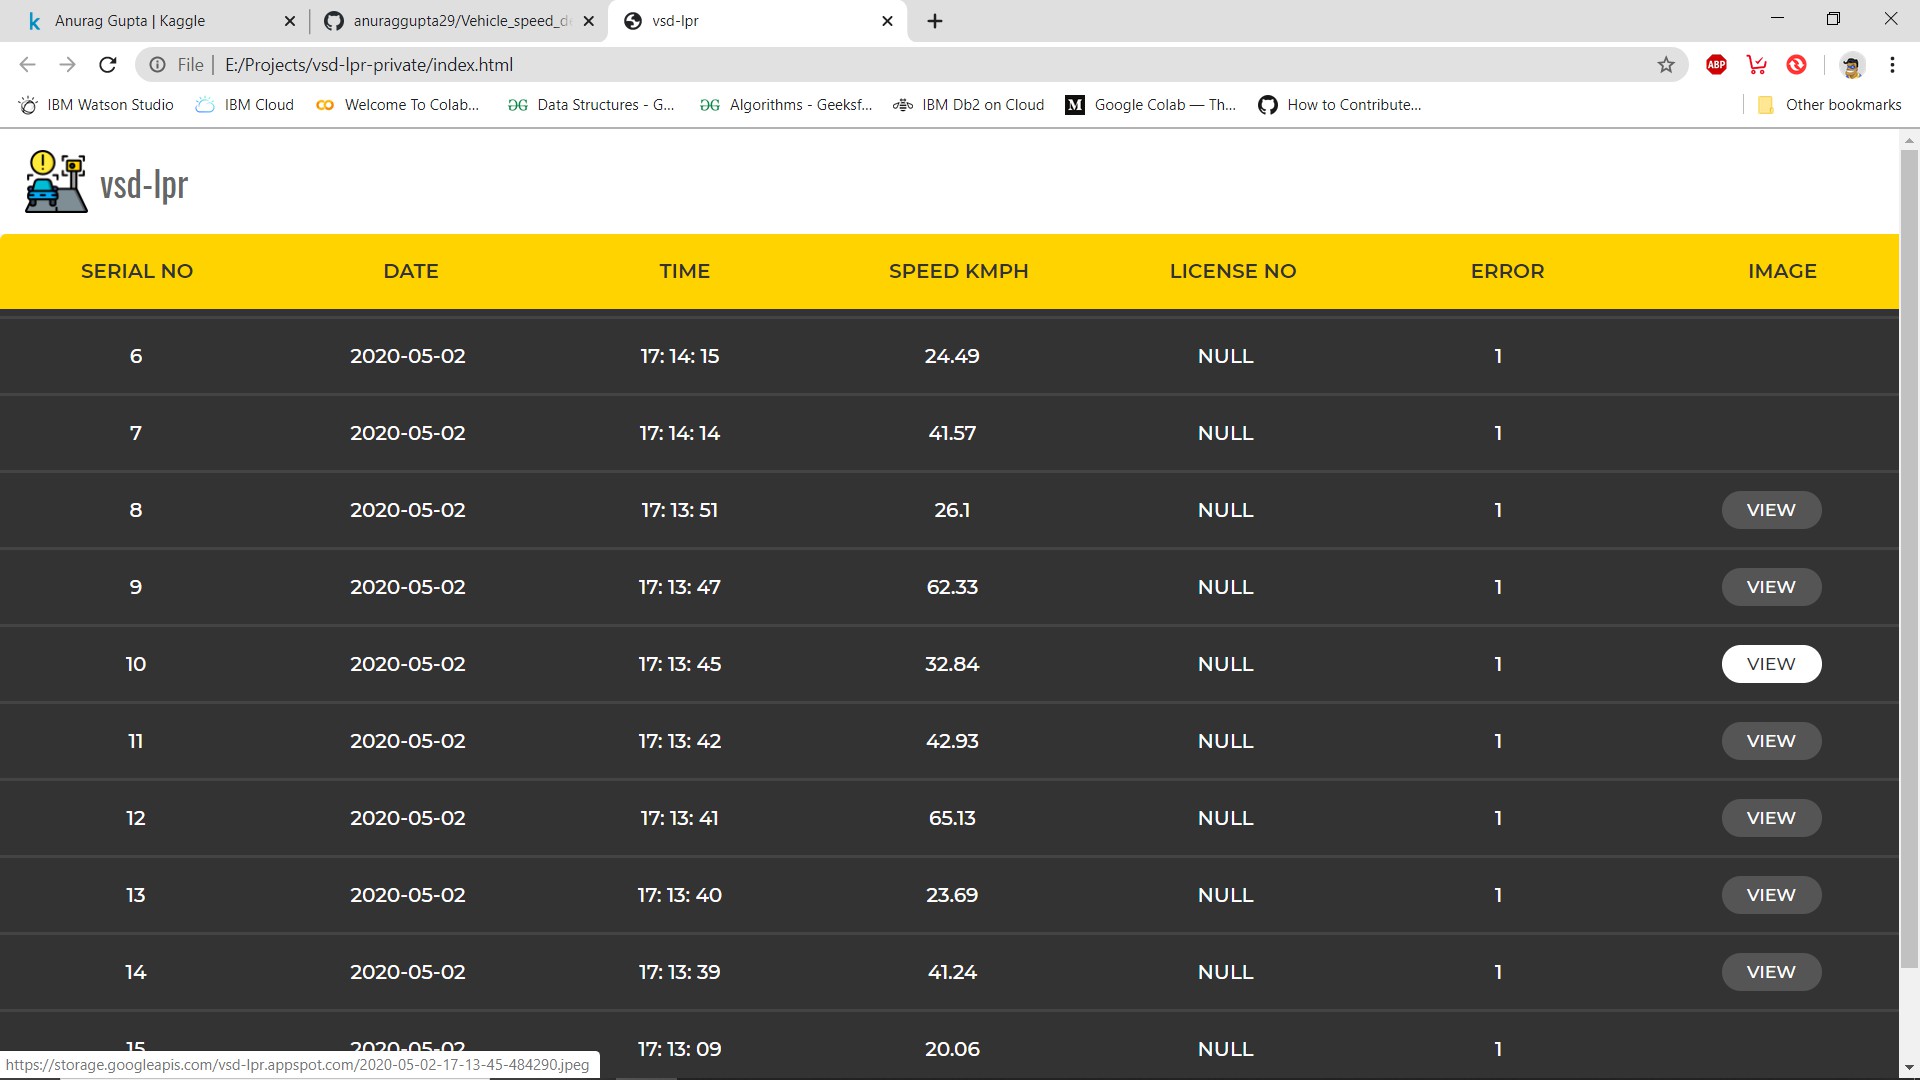 Anurag Gupta | Kaggle anuraggupta29/Vehicle_speed_de vsd-lpr
File E:/Projects/vsd-lpr-private/index.html ABP
IBM Watson Studio IBM Cloud Welcome To Colab... Data Structures - G... Algorithms - Geeksf... IBM Db2 on Cloud Google Colab — Th... How to Contribute... Other bookmarks
vsd-lpr
SERIAL NO DATE TIME SPEED KMPH LICENSE NO ERROR IMAGE
6 2020-05-02 17: 14: 15 24.49 NULL 1
7 2020-05-02 17: 14: 14 41.57 NULL 1
8 2020-05-02 17: 13: 51 26.1 NULL 1 VIEW
9 2020-05-02 17: 13: 47 62.33 NULL 1 VIEW
10 2020-05-02 17: 13: 45 32.84 NULL 1 VIEW
11 2020-05-02 17: 13: 42 42.93 NULL 1 VIEW
12 2020-05-02 17: 13: 41 65.13 NULL 1 VIEW
13 2020-05-02 17: 13: 40 23.69 NULL 1 VIEW
14 2020-05-02 17: 13: 39 41.24 NULL 1 VIEW
15 2020-05-02 17: 13: 09 20.06 NULL 1
https://storage.googleapis.com/vsd-lpr.appspot.com/2020-05-02-17-13-45-484290.jpeg